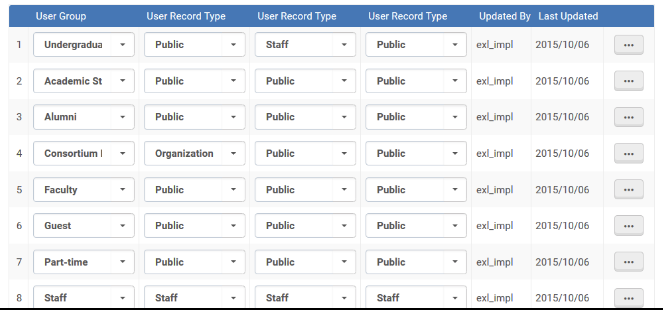 User Group User Record Type User Record Type User Record Type Updated By Last Updated
1 Undergradua Public Staff Public exl_impl 2015/10/06 ...
2 Academic St Public Public Public exl_impl 2015/10/06 ...
3 Alumni Public Public Public exl_impl 2015/10/06 ...
4 Consortium Organization Public Public exl_impl 2015/10/06 ...
5 Faculty Public Public Public exl_impl 2015/10/06 ...
6 Guest Public Public Public exl_impl 2015/10/06 ...
7 Part-time Public Public Public exl_impl 2015/10/06 ...
8 Staff Staff Staff Staff exl_impl 2015/10/06 ...